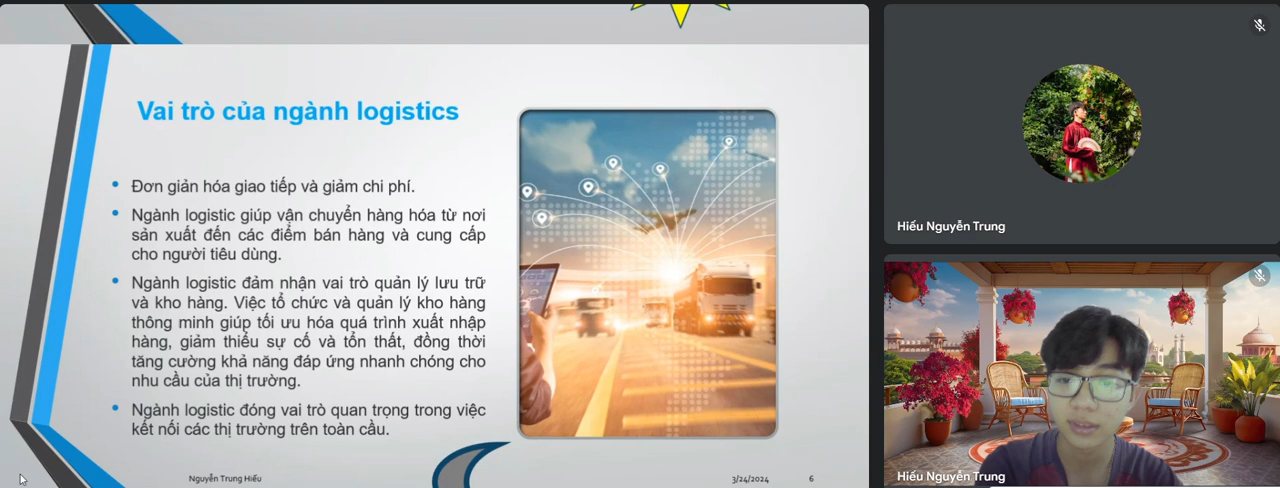 Vai trò của ngành logistics
Đơn giản hóa giao tiếp và giảm chi phí.
Ngành logistic giúp vận chuyển hàng hóa từ nơi
sản xuất đến các điểm bán hàng và cung cấp
cho người tiêu dùng.
Ngành logistic đảm nhận vai trò quản lý lưu trữ
và kho hàng. Việc tổ chức và quản lý kho hàng
thông minh giúp tối ưu hóa quá trình xuất nhập
hàng, giảm thiểu sự cố và tổn thất, đồng thời
tăng cường khả năng đáp ứng nhanh chóng cho
nhu cầu của thị trường.
Ngành logistic đóng vai trò quan trọng trong việc
kết nối các thị trường trên toàn cầu.
Nguyễn Trung Hiếu
3/24/2024
6
Hiếu Nguyễn Trung
Hiếu Nguyễn Trung